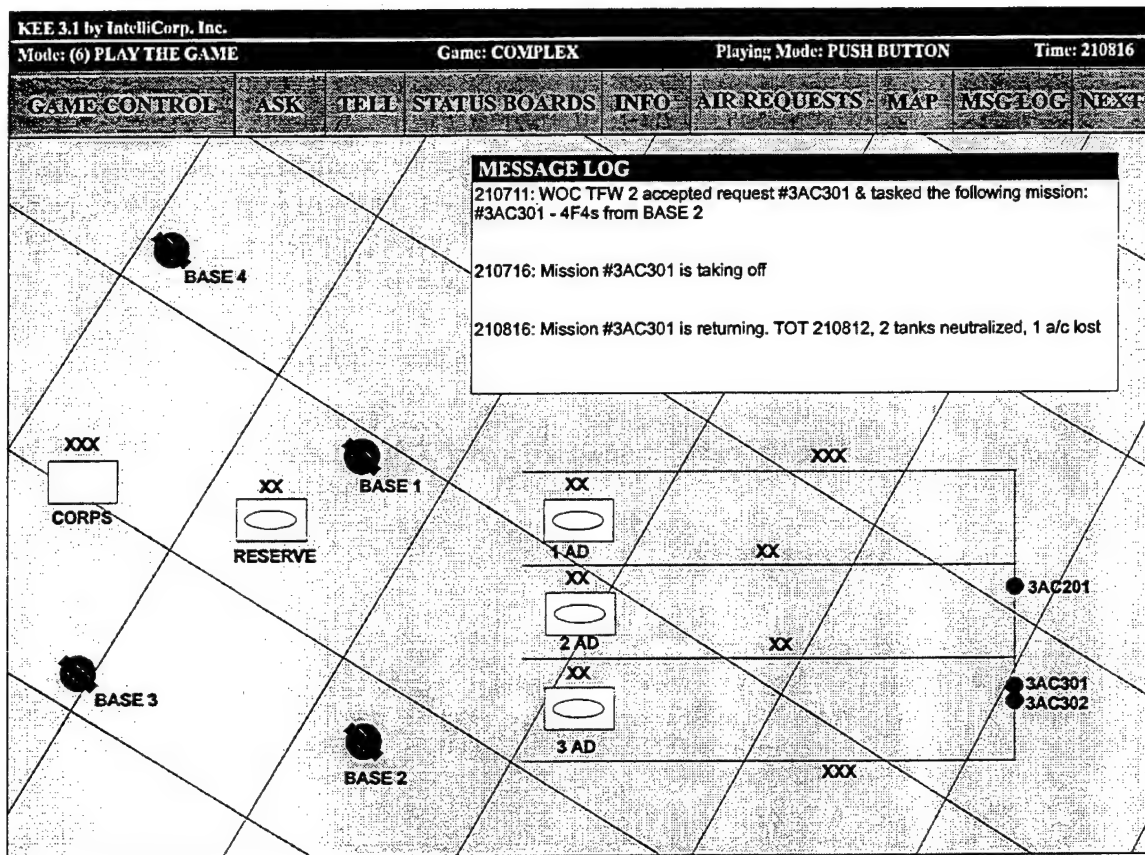 KEE 3.1 by IntelliCorp. Inc.
Mode: (6) PLAY THE GAME Game: COMPLEX Playing Mode: PUSH BUTTON Time: 210816
GAME CONTROL ASK TELL STATUS BOARDS INFO AIR REQUESTS MAP MSG LOG NEXT
MESSAGE LOG
210711: WOC TFW 2 accepted request #3AC301 & tasked the following mission:
#3AC301 - 4F4s from BASE 2
210716: Mission #3AC301 is taking off
210816: Mission #3AC301 is returning. TOT 210812, 2 tanks neutralized, 1 a/c lost
BASE 4
XXX
CORPS
XX
RESERVE
BASE 1
XXX
XX
1 AD
XX
XX
2 AD
XX
3AC201
XX
3 AD
3AC301
3AC302
XXX
BASE 3
BASE 2